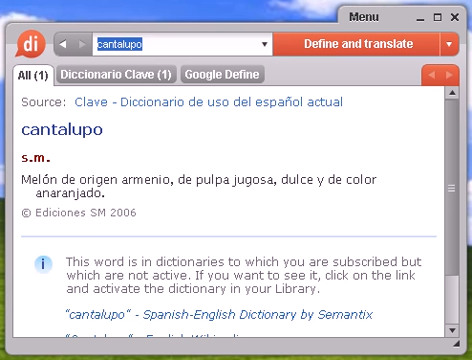 Menu
di
cantalupo
Define and translate
All (1)
Diccionario Clave (1)
Google Define
Source: Clave - Diccionario de uso del español actual
cantalupo
s.m.
Melón de origen armenio, de pulpa jugosa, dulce y de color
anaranjado.
© Ediciones SM 2006
i
This word is in dictionaries to which you are subscribed but
which are not active. If you want to see it, click on the link
and activate the dictionary in your Library.
"cantalupo" - Spanish-English Dictionary by Semantix